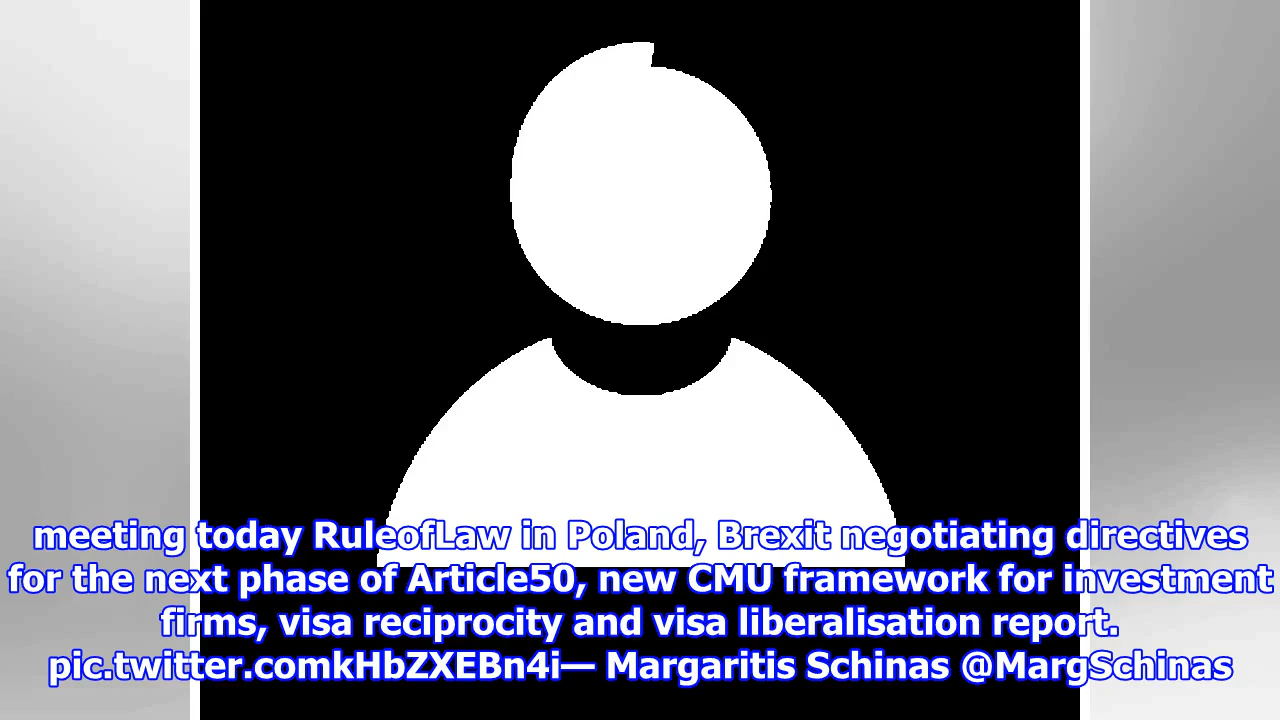 meeting today RuleofLaw in Poland, Brexit negotiating directives
for the next phase of Article50, new CMU framework for investment
firms, visa reciprocity and visa liberalisation report.
pic.twitter.comkHbZXEBn4i— Margaritis Schinas @MargSchinas